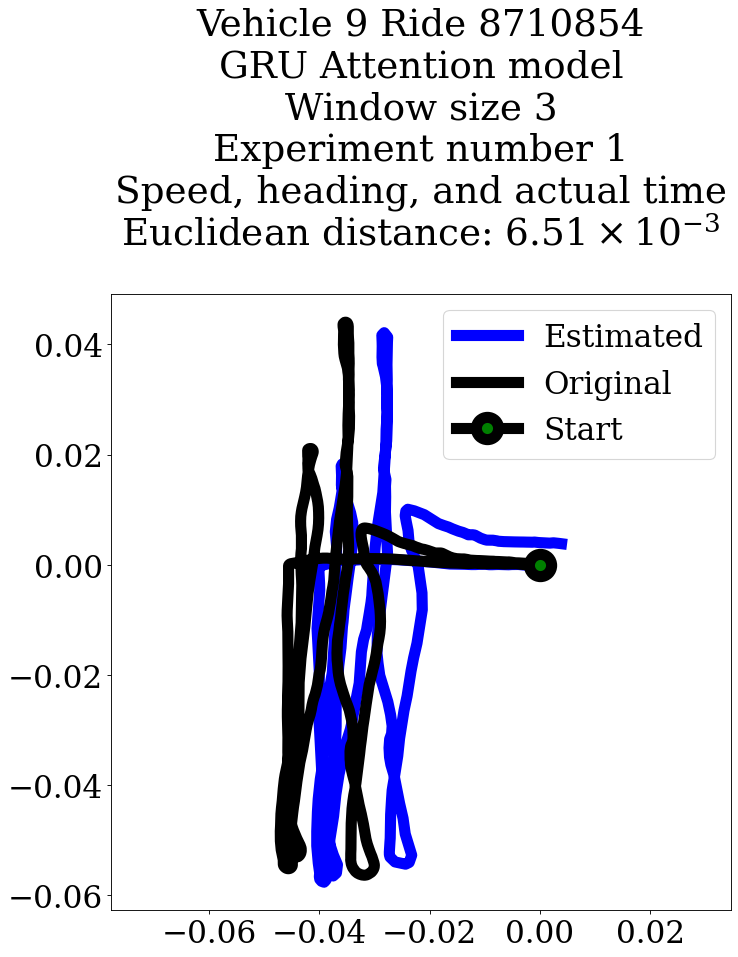 Vehicle 9 Ride 8710854
GRU Attention model
Window size 3
Experiment number 1
Speed, heading, and actual time
Euclidean distance: 6.51 × 10⁻³
Estimated
Original
Start
0.04
0.02
0.00
−0.02
−0.04
−0.06
−0.06 −0.04 −0.02 0.00 0.02